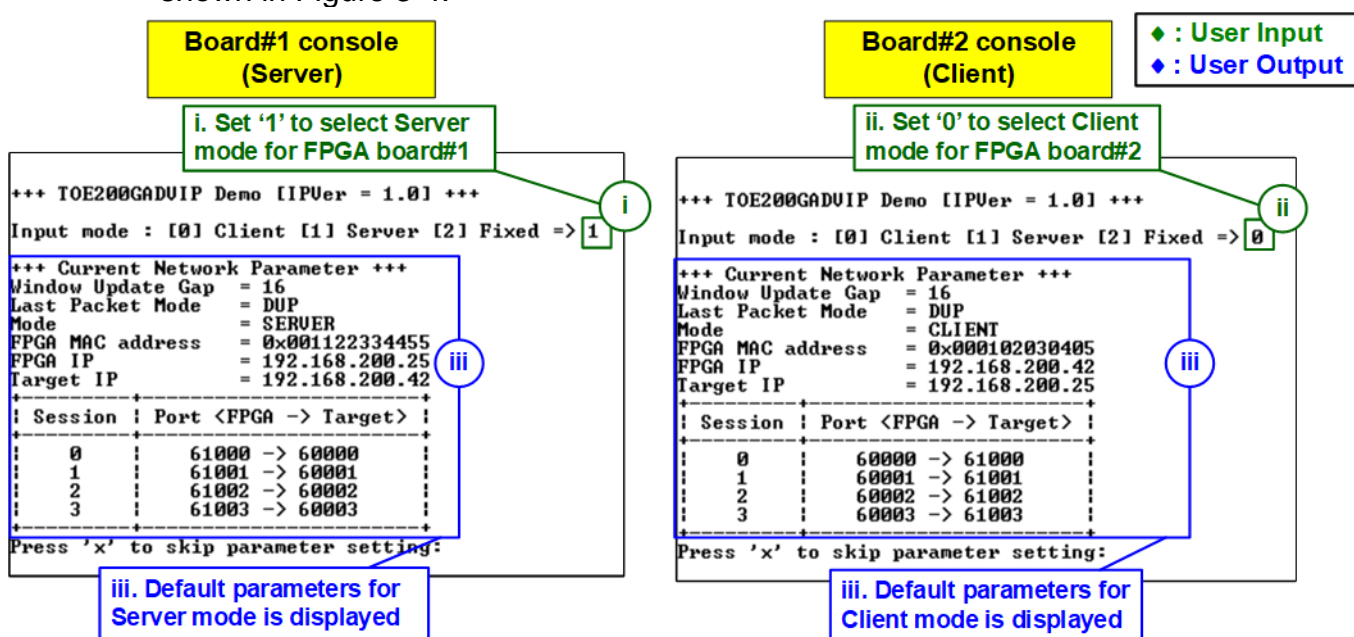 shown in Figure 3-4.
Board#1 console
(Server)
Board#2 console
(Client)
♦ : User Input
♦ : User Output
i. Set ‘1’ to select Server
mode for FPGA board#1
ii. Set ‘0’ to select Client
mode for FPGA board#2
+++ TOE200GADVIP Demo [IPVer = 1.0] +++
i
Input mode : [0] Client [1] Server [2] Fixed => 1
+++ Current Network Parameter +++
Window Update Gap = 16
Last Packet Mode = DUP
Mode = SERVER
FPGA MAC address = 0x001122334455
FPGA IP = 192.168.200.25
Target IP = 192.168.200.42
iii
| Session | Port <FPGA -> Target> |
| 0 | 61000 -> 60000 |
| 1 | 61001 -> 60001 |
| 2 | 61002 -> 60002 |
| 3 | 61003 -> 60003 |
Press 'x' to skip parameter setting:
iii. Default parameters for
Server mode is displayed
+++ TOE200GADVIP Demo [IPVer = 1.0] +++
ii
Input mode : [0] Client [1] Server [2] Fixed => 0
+++ Current Network Parameter +++
Window Update Gap = 16
Last Packet Mode = DUP
Mode = CLIENT
FPGA MAC address = 0x000102030405
FPGA IP = 192.168.200.42
Target IP = 192.168.200.25
iii
| Session | Port <FPGA -> Target> |
| 0 | 60000 -> 61000 |
| 1 | 60001 -> 61001 |
| 2 | 60002 -> 61002 |
| 3 | 60003 -> 61003 |
Press 'x' to skip parameter setting:
iii. Default parameters for
Client mode is displayed